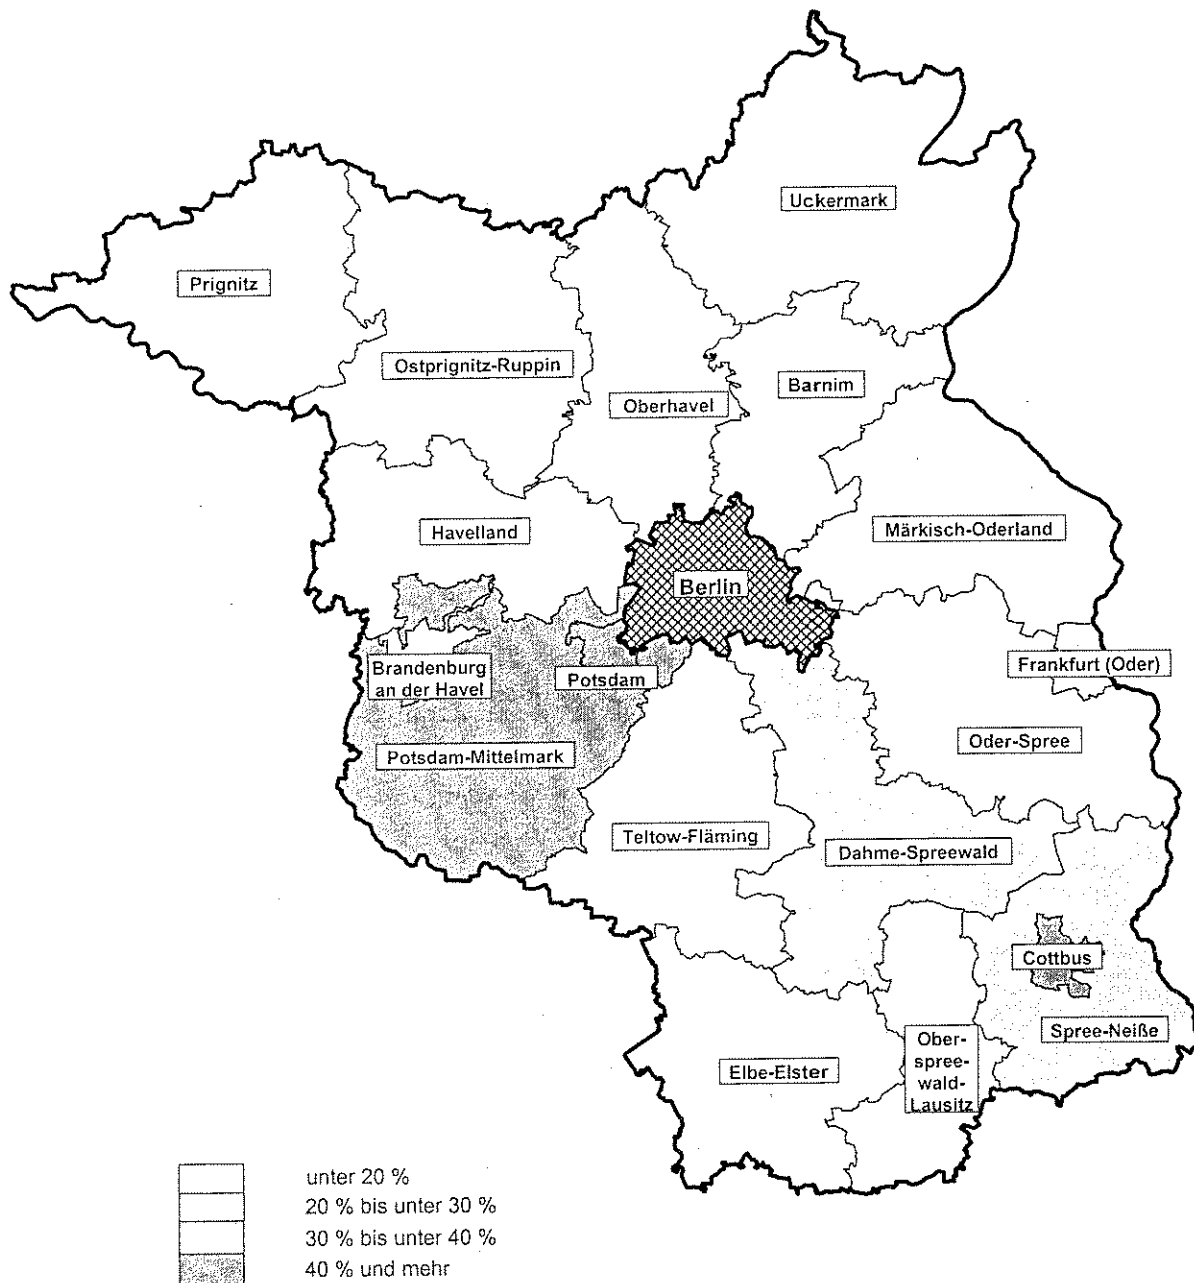 Uckermark
Prignitz
Ostprignitz-Ruppin
Barnim
Oberhavel
Havelland
Märkisch-Oderland
Berlin
Brandenburg
an der Havel
Potsdam
Frankfurt (Oder)
Oder-Spree
Potsdam-Mittelmark
Teltow-Fläming
Dahme-Spreewald
Cottbus
Spree-Neiße
Elbe-Elster
Ober-
spree-
wald-
Lausitz
unter 20 %
20 % bis unter 30 %
30 % bis unter 40 %
40 % und mehr